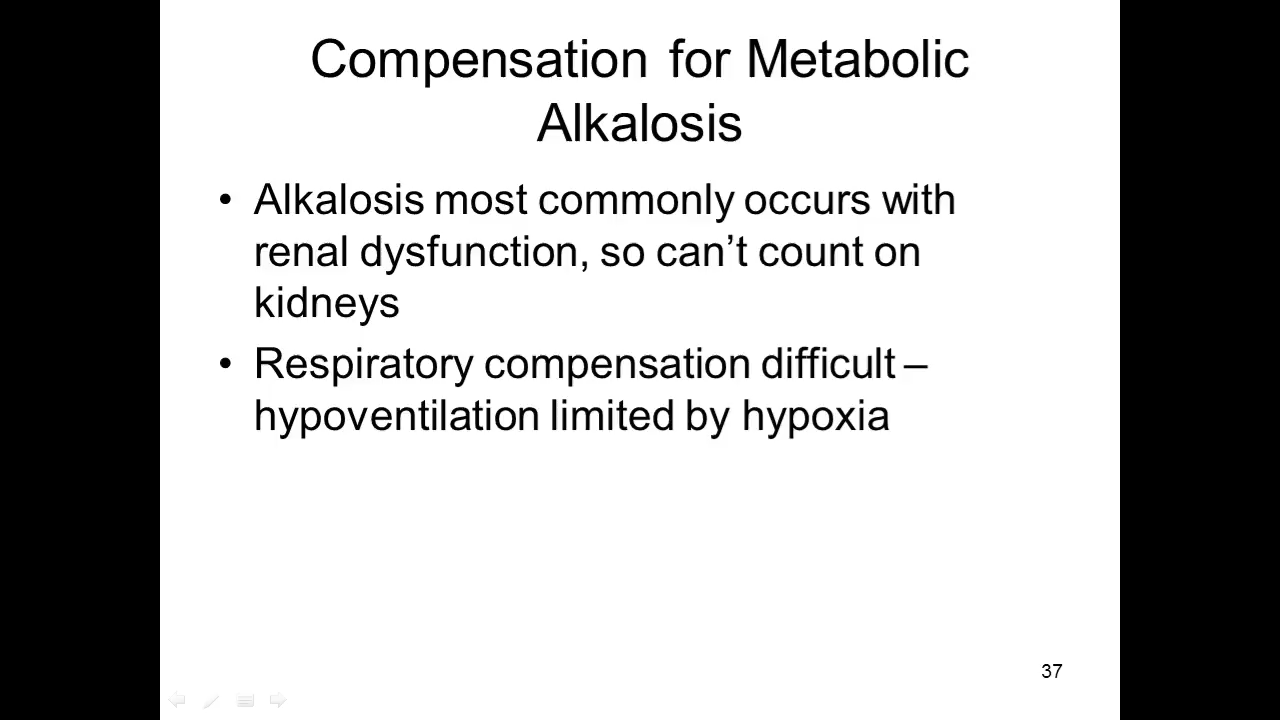 Compensation for Metabolic
Alkalosis
• Alkalosis most commonly occurs with
renal dysfunction, so can’t count on
kidneys
• Respiratory compensation difficult –
hypoventilation limited by hypoxia
37